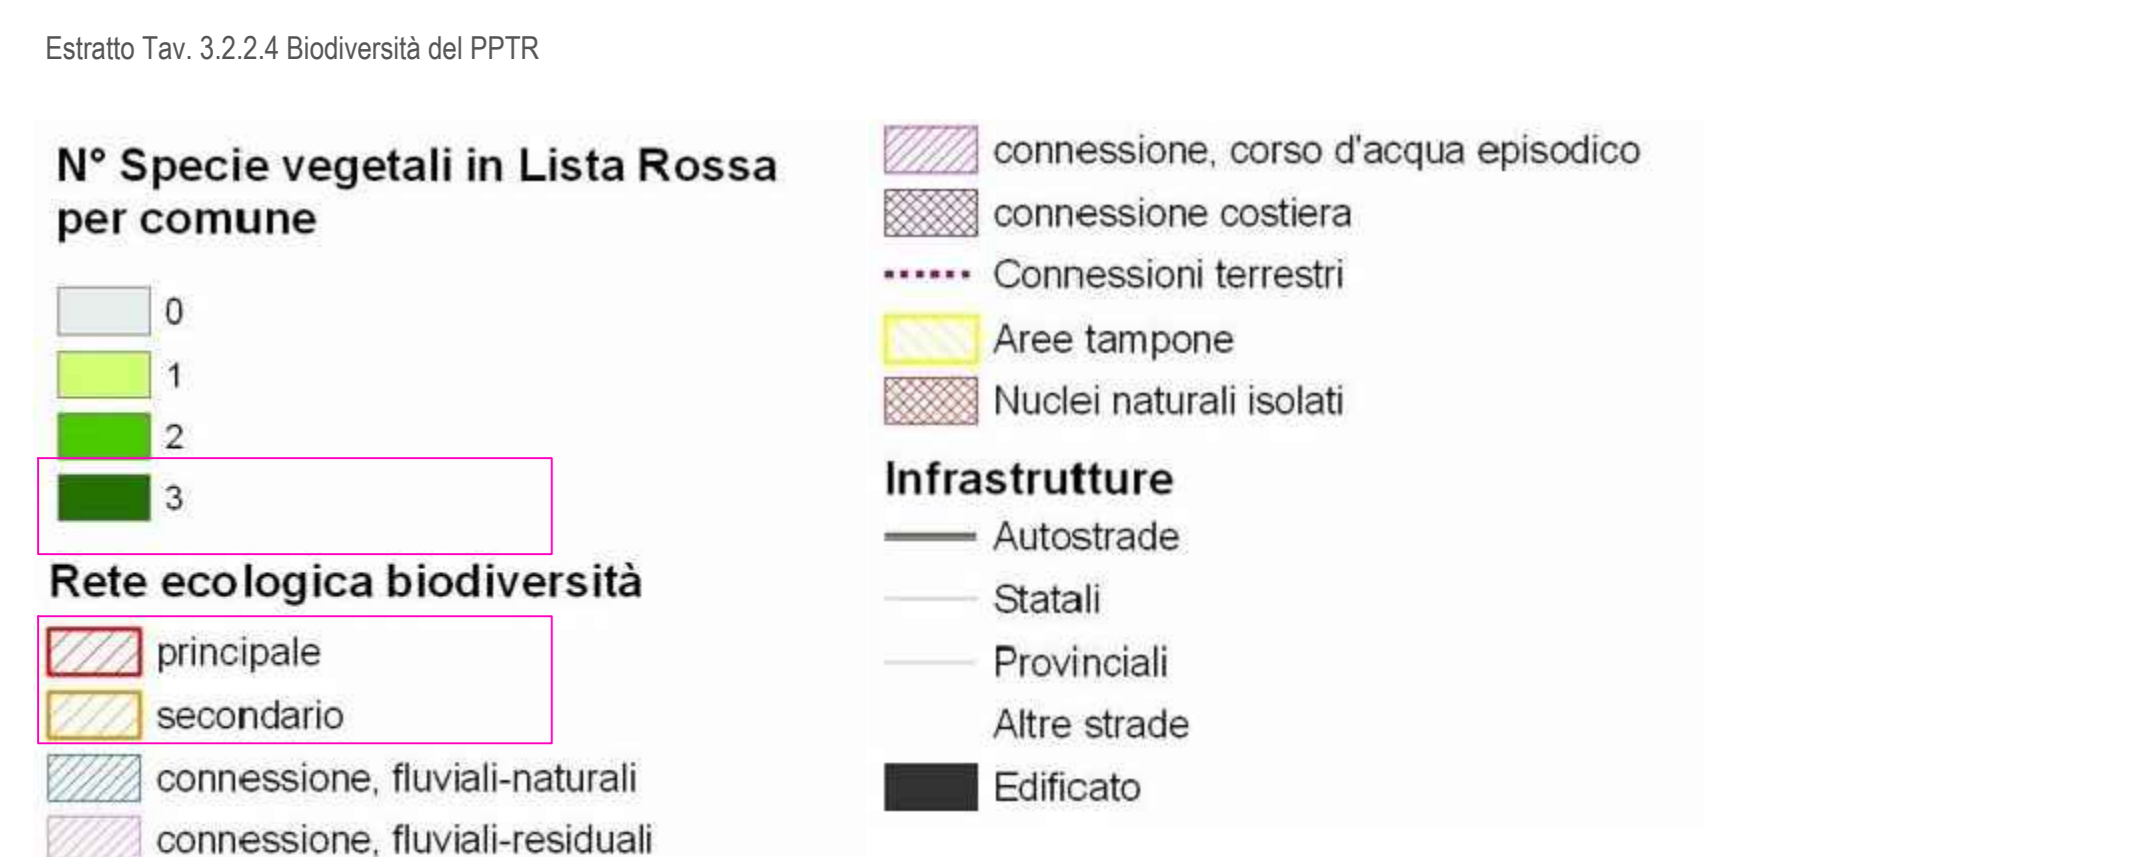 Estratto Tav. 3.2.2.4 Biodiversità del PPTR
N° Specie vegetali in Lista Rossa
per comune
0
1
2
3
Rete ecologica biodiversità
principale
secondario
connessione, fluviali-naturali
connessione, fluviali-residuali
connessione, corso d'acqua episodico
connessione costiera
Connessioni terrestri
Aree tampone
Nuclei naturali isolati
Infrastrutture
Autostrade
Statali
Provinciali
Altre strade
Edificato